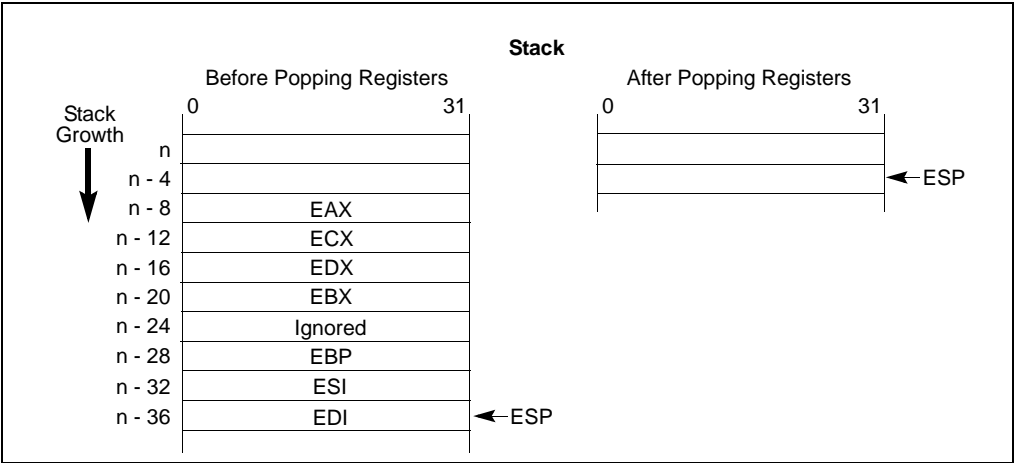 Stack
Before Popping Registers After Popping Registers
0 31 0 31
Stack
Growth
n
n - 4 ESP
n - 8 EAX
n - 12 ECX
n - 16 EDX
n - 20 EBX
n - 24 Ignored
n - 28 EBP
n - 32 ESI
n - 36 EDI ESP